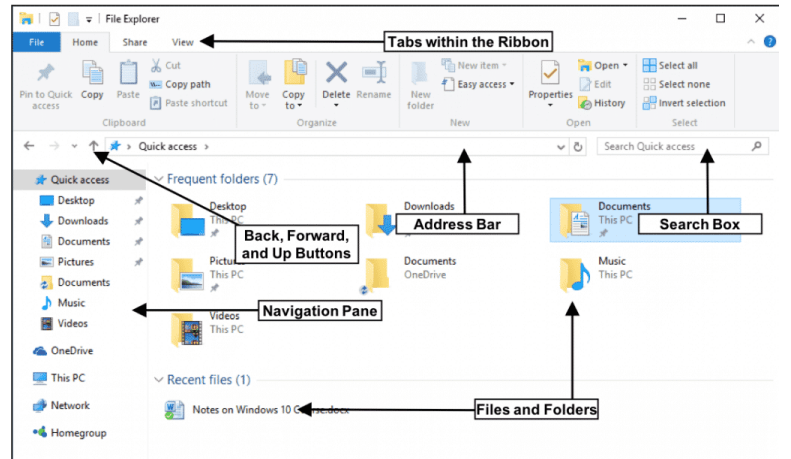 File Explorer
File Home Share View
Tabs within the Ribbon
Pin to Quick access
Copy
Paste
Cut
Copy path
Paste shortcut
Clipboard
Move to
Copy to
Delete
Rename
Organize
New folder
New item
Easy access
New
Properties
Open
Edit
History
Open
Select all
Select none
Invert selection
Select
Quick access
Search Quick access
Quick access
Desktop
Downloads
Documents
Pictures
Documents
Music
Videos
OneDrive
This PC
Network
Homegroup
Frequent folders (7)
Desktop
This PC
Downloads
Documents
This PC
Back, Forward,
and Up Buttons
Address Bar
Search Box
This PC
Documents
OneDrive
Music
This PC
Navigation Pane
Videos
This PC
Recent files (1)
Notes on Windows 10
Files and Folders